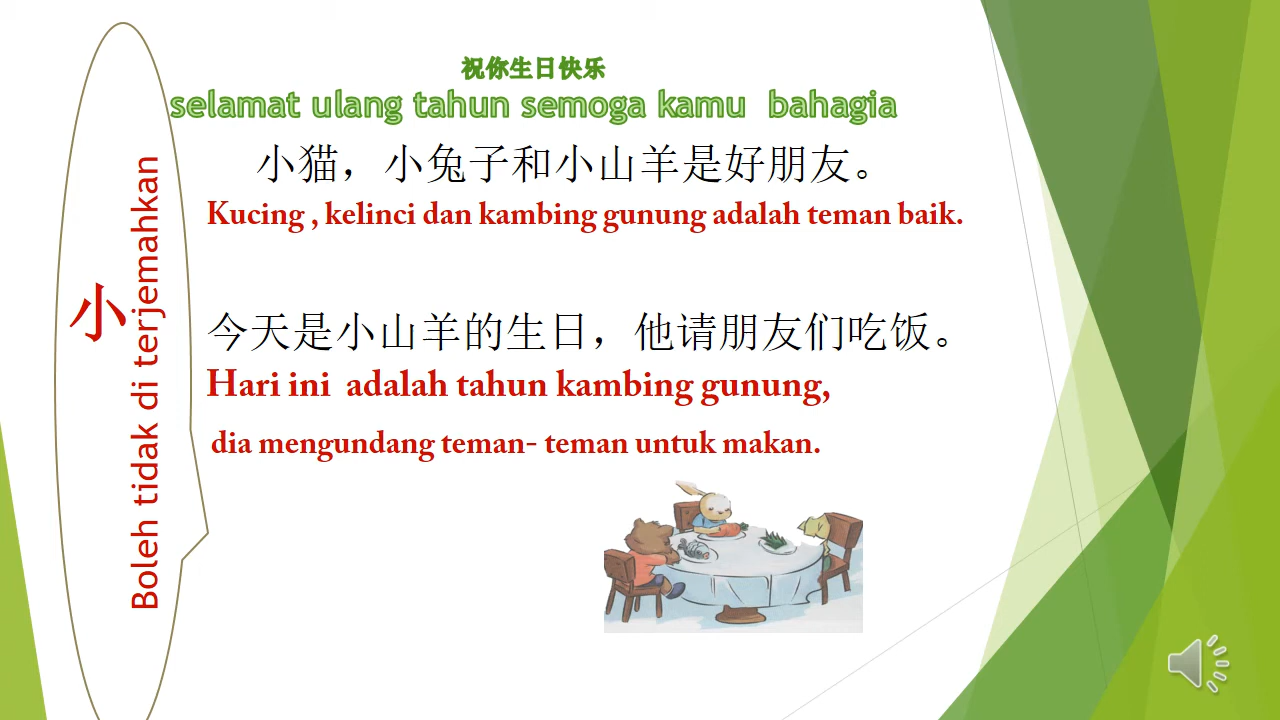 祝你生日快乐
selamat ulang tahun semoga kamu bahagia
小猫，小兔子和小山羊是好朋友。
Kucing , kelinci dan kambing gunung adalah teman baik.
今天是小山羊的生日，他请朋友们吃饭。
Hari ini adalah tahun kambing gunung,
dia mengundang teman- teman untuk makan.
小
Boleh tidak di terjemahkan